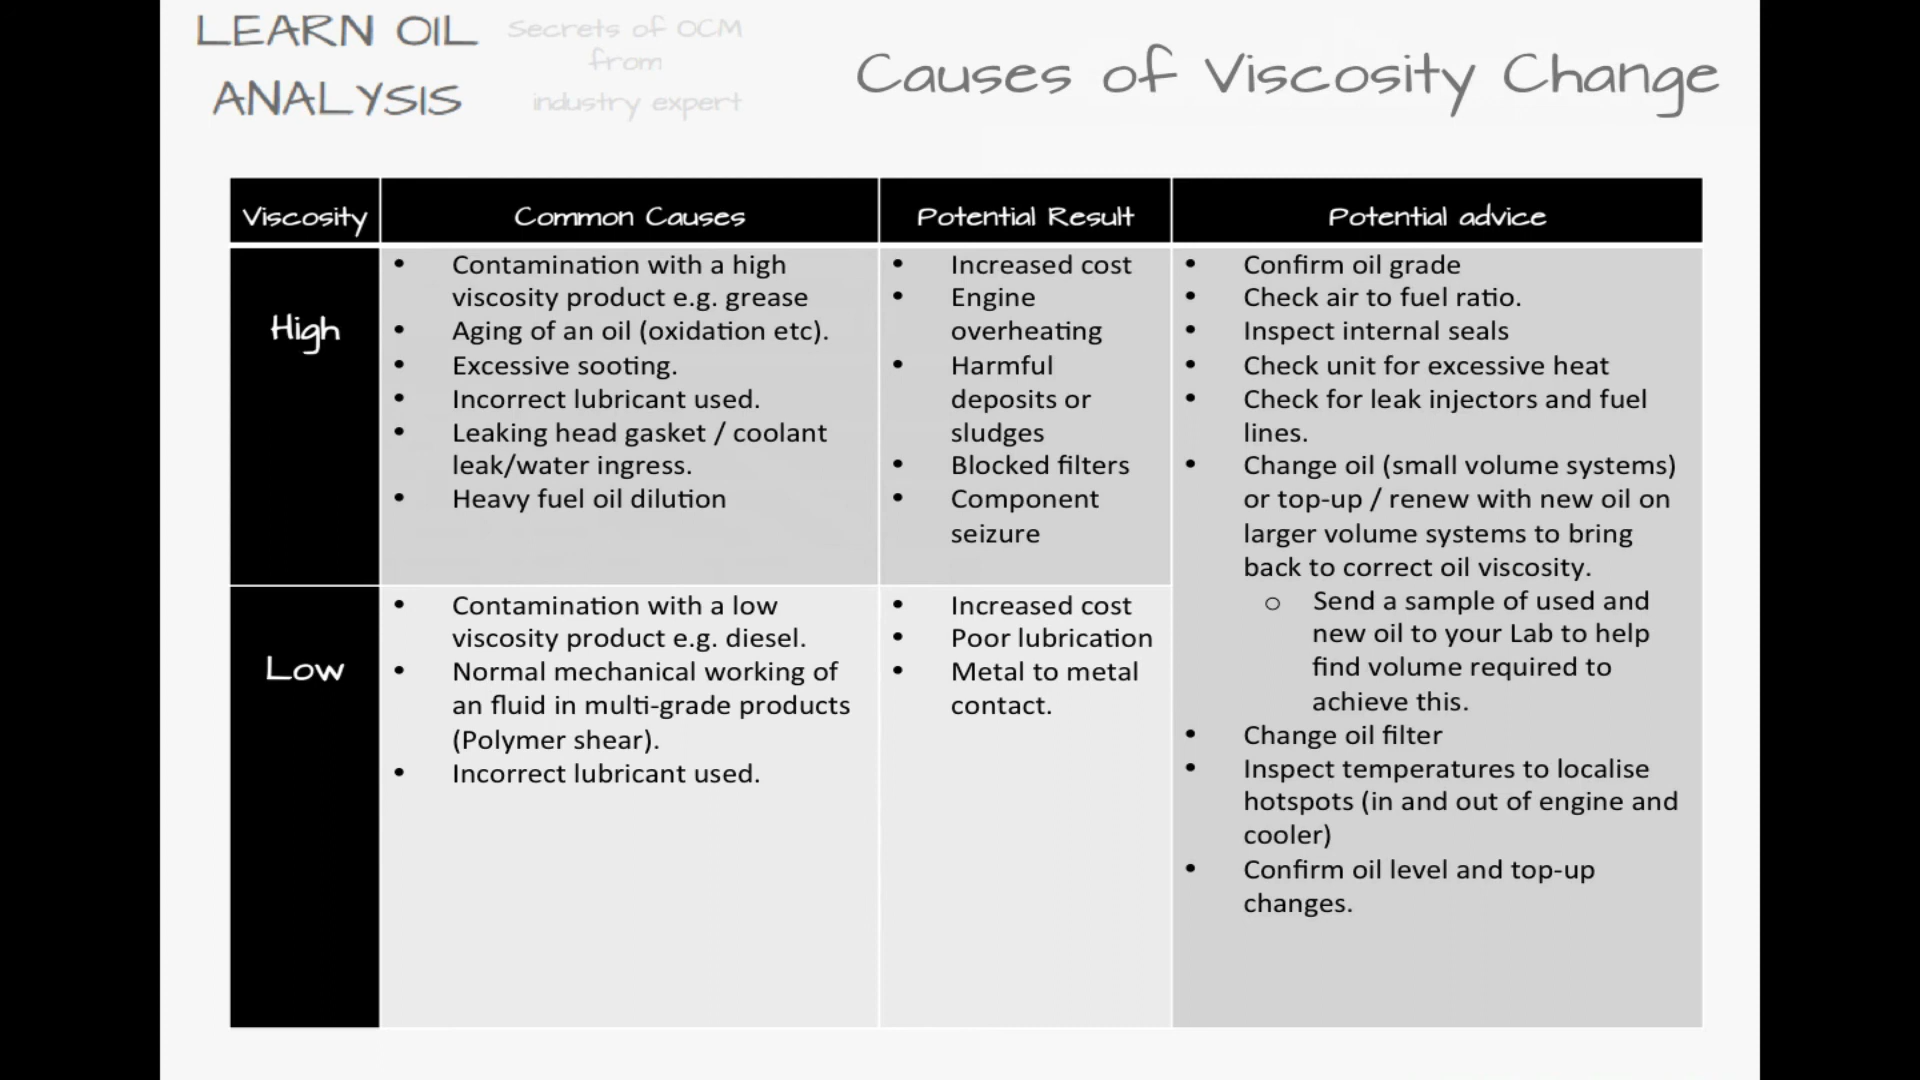 LEARN OIL
ANALYSIS
Secrets of OCM
from
industry expert
Causes of Viscosity Change
Viscosity
Common Causes
Potential Result
Potential advice
High
• Contamination with a high
viscosity product e.g. grease
• Aging of an oil (oxidation etc).
• Excessive sooting.
• Incorrect lubricant used.
• Leaking head gasket / coolant
leak/water ingress.
• Heavy fuel oil dilution
• Increased cost
• Engine
overheating
• Harmful
deposits or
sludges
• Blocked filters
• Component
seizure
• Confirm oil grade
• Check air to fuel ratio.
• Inspect internal seals
• Check unit for excessive heat
• Check for leak injectors and fuel
lines.
• Change oil (small volume systems)
or top-up / renew with new oil on
larger volume systems to bring
back to correct oil viscosity.
o Send a sample of used and
new oil to your Lab to help
find volume required to
achieve this.
• Change oil filter
• Inspect temperatures to localise
hotspots (in and out of engine and
cooler)
• Confirm oil level and top-up
changes.
Low
• Contamination with a low
viscosity product e.g. diesel.
• Normal mechanical working of
an fluid in multi-grade products
(Polymer shear).
• Incorrect lubricant used.
• Increased cost
• Poor lubrication
• Metal to metal
contact.